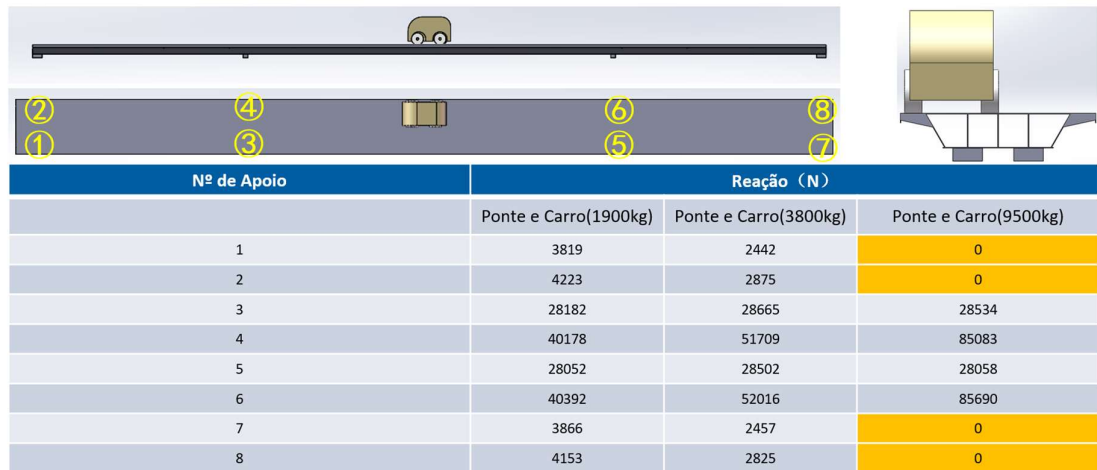 ② ④ ⑥ ⑧
① ③ ⑤ ⑦
Nº de Apoio Reação（N）
Ponte e Carro(1900kg) Ponte e Carro(3800kg) Ponte e Carro(9500kg)
1 3819 2442 0
2 4223 2875 0
3 28182 28665 28534
4 40178 51709 85083
5 28052 28502 28058
6 40392 52016 85690
7 3866 2457 0
8 4153 2825 0